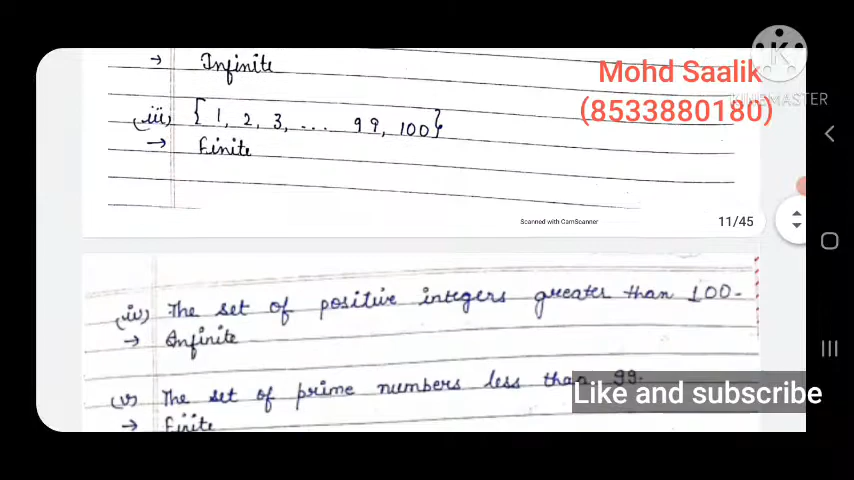 → Infinite
(iii) { 1, 2, 3, ... 99, 100}
→ Finite
Mohd Saalik
(8533880180)
KINEMASTER
Scanned with CamScanner
11/45
(iv) The set of positive integers greater than 100.
→ Infinite
(v) The set of prime numbers less than 99.
→ Finite
Like and subscribe